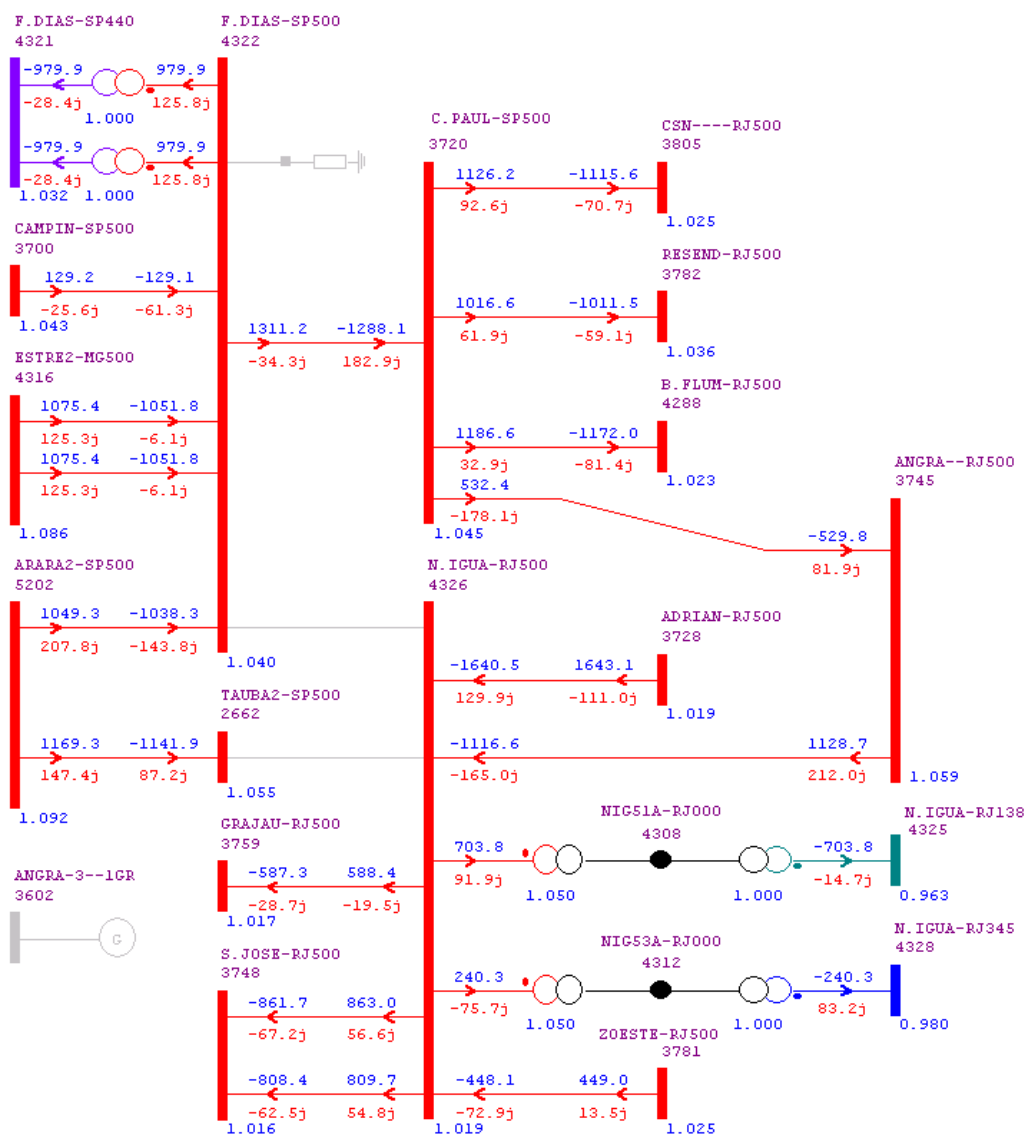 F.DIAS-SP440 F.DIAS-SP500
4321 4322
-979.9 979.9
-28.4j 125.8j
1.000
-979.9 979.9
-28.4j 125.8j
1.032 1.000
C.PAUL-SP500 CSN----RJ500
3720 3805
1126.2 -1115.6
92.6j -70.7j
1.025
CAMPIN-SP500
3700
129.2 -129.1
-25.6j -61.3j
1.043
RESEND-RJ500
3782
1016.6 -1011.5
61.9j -59.1j
1.036
1311.2 -1288.1
-34.3j 182.9j
ESTRE2-MG500
4316
1075.4 -1051.8
125.3j -6.1j
1075.4 -1051.8
125.3j -6.1j
1.086
B.FLUM-RJ500
4288
1186.6 -1172.0
32.9j -81.4j
1.023
532.4
-178.1j
1.045
ANGRA--RJ500
3745
-529.8
81.9j
ARARA2-SP500
5202
1049.3 -1038.3
207.8j -143.8j
1.040
N.IGUA-RJ500
4326
ADRIAN-RJ500
3728
-1640.5 1643.1
129.9j -111.0j
1.019
TAUBA2-SP500
2662
1169.3 -1141.9
147.4j 87.2j
1.055
1.092
-1116.6 1128.7
-165.0j 212.0j
1.059
GRAJAU-RJ500
3759
-587.3 588.4
-28.7j -19.5j
1.017
NIG51A-RJ000
4308
N.IGUA-RJ138
4325
703.8 -703.8
91.9j -14.7j
1.050 1.000 0.963
ANGRA-3--1GR
3602
G
S.JOSE-RJ500
3748
-861.7 863.0
-67.2j 56.6j
NIG53A-RJ000
4312
N.IGUA-RJ345
4328
240.3 -240.3
-75.7j 83.2j
1.050 1.000 0.980
ZOESTE-RJ500
3781
-808.4 809.7
-62.5j 54.8j
-448.1 449.0
-72.9j 13.5j
1.016 1.019 1.025